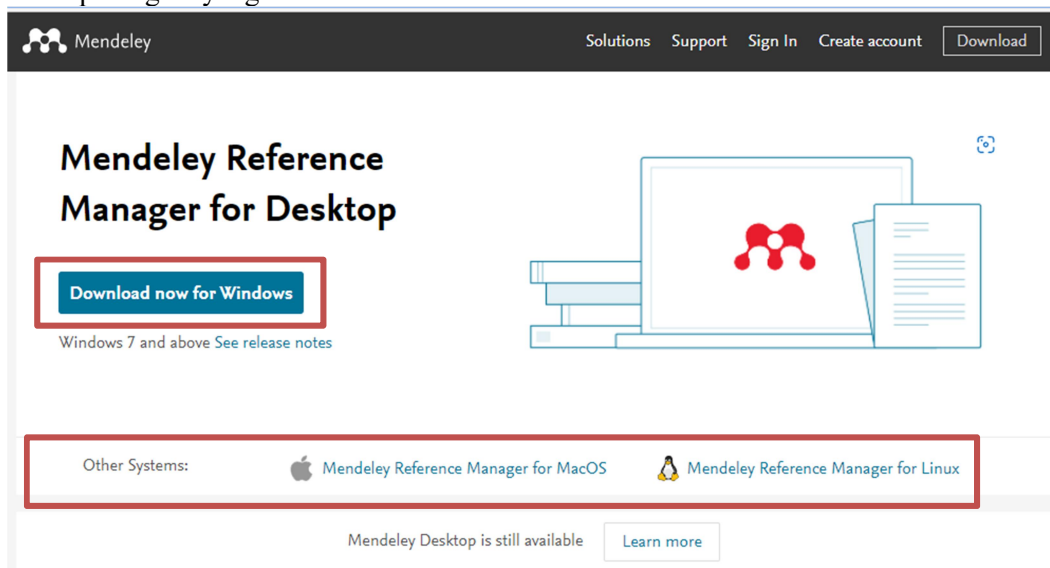 Mendeley
Solutions Support Sign In Create account Download
Mendeley Reference
Manager for Desktop
Download now for Windows
Windows 7 and above See release notes
Other Systems: Mendeley Reference Manager for MacOS Mendeley Reference Manager for Linux
Mendeley Desktop is still available Learn more